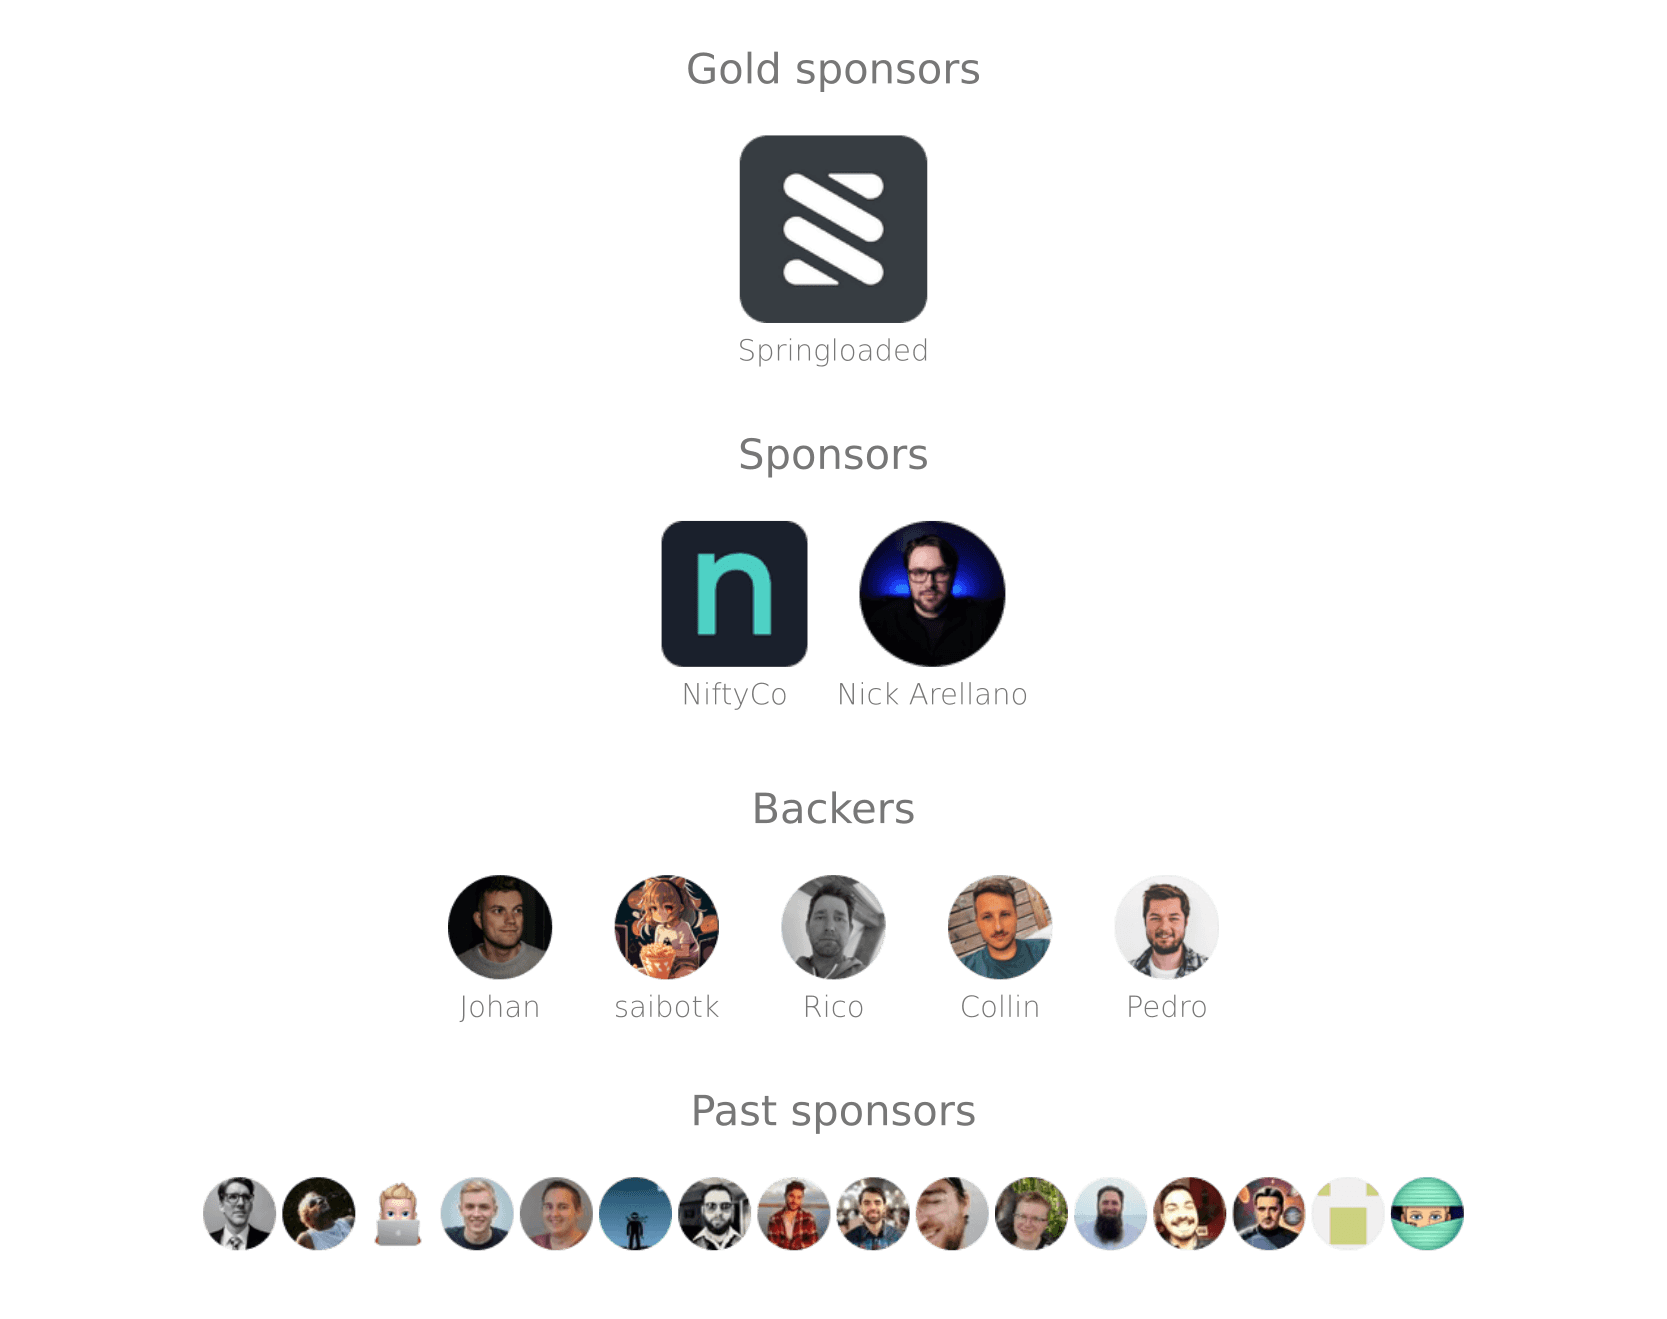 Gold sponsors
Springloaded
Sponsors
n
NiftyCo Nick Arellano
Backers
Johan saibotk Rico Collin Pedro
Past sponsors